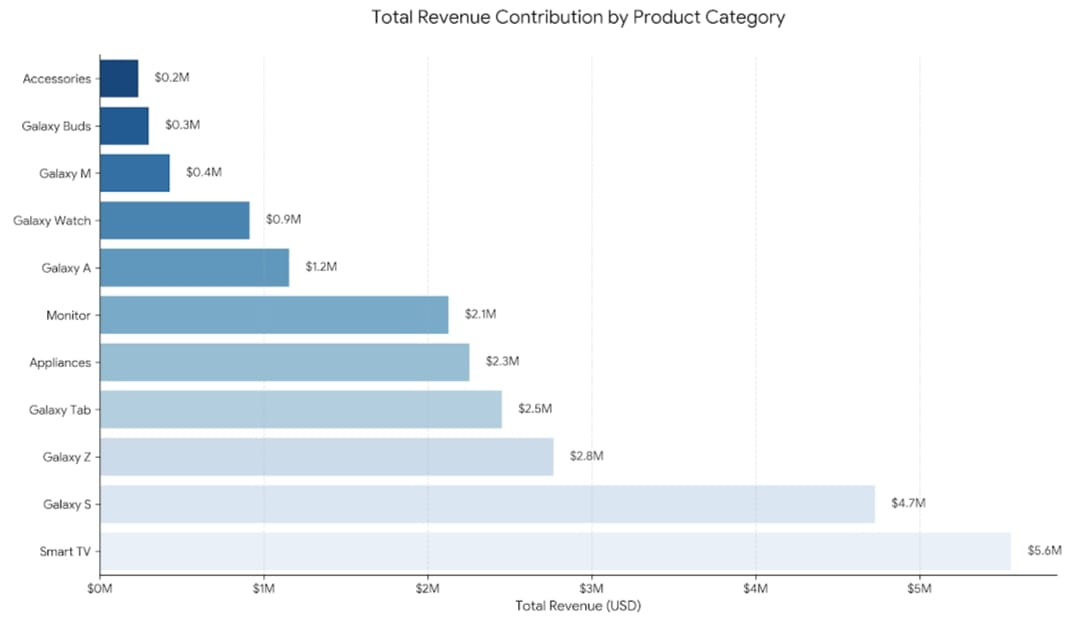 Total Revenue Contribution by Product Category
Accessories $0.2M
Galaxy Buds $0.3M
Galaxy M $0.4M
Galaxy Watch $0.9M
Galaxy A $1.2M
Monitor $2.1M
Appliances $2.3M
Galaxy Tab $2.5M
Galaxy Z $2.8M
Galaxy S $4.7M
Smart TV $5.6M
$0M $1M $2M $3M $4M $5M
Total Revenue (USD)